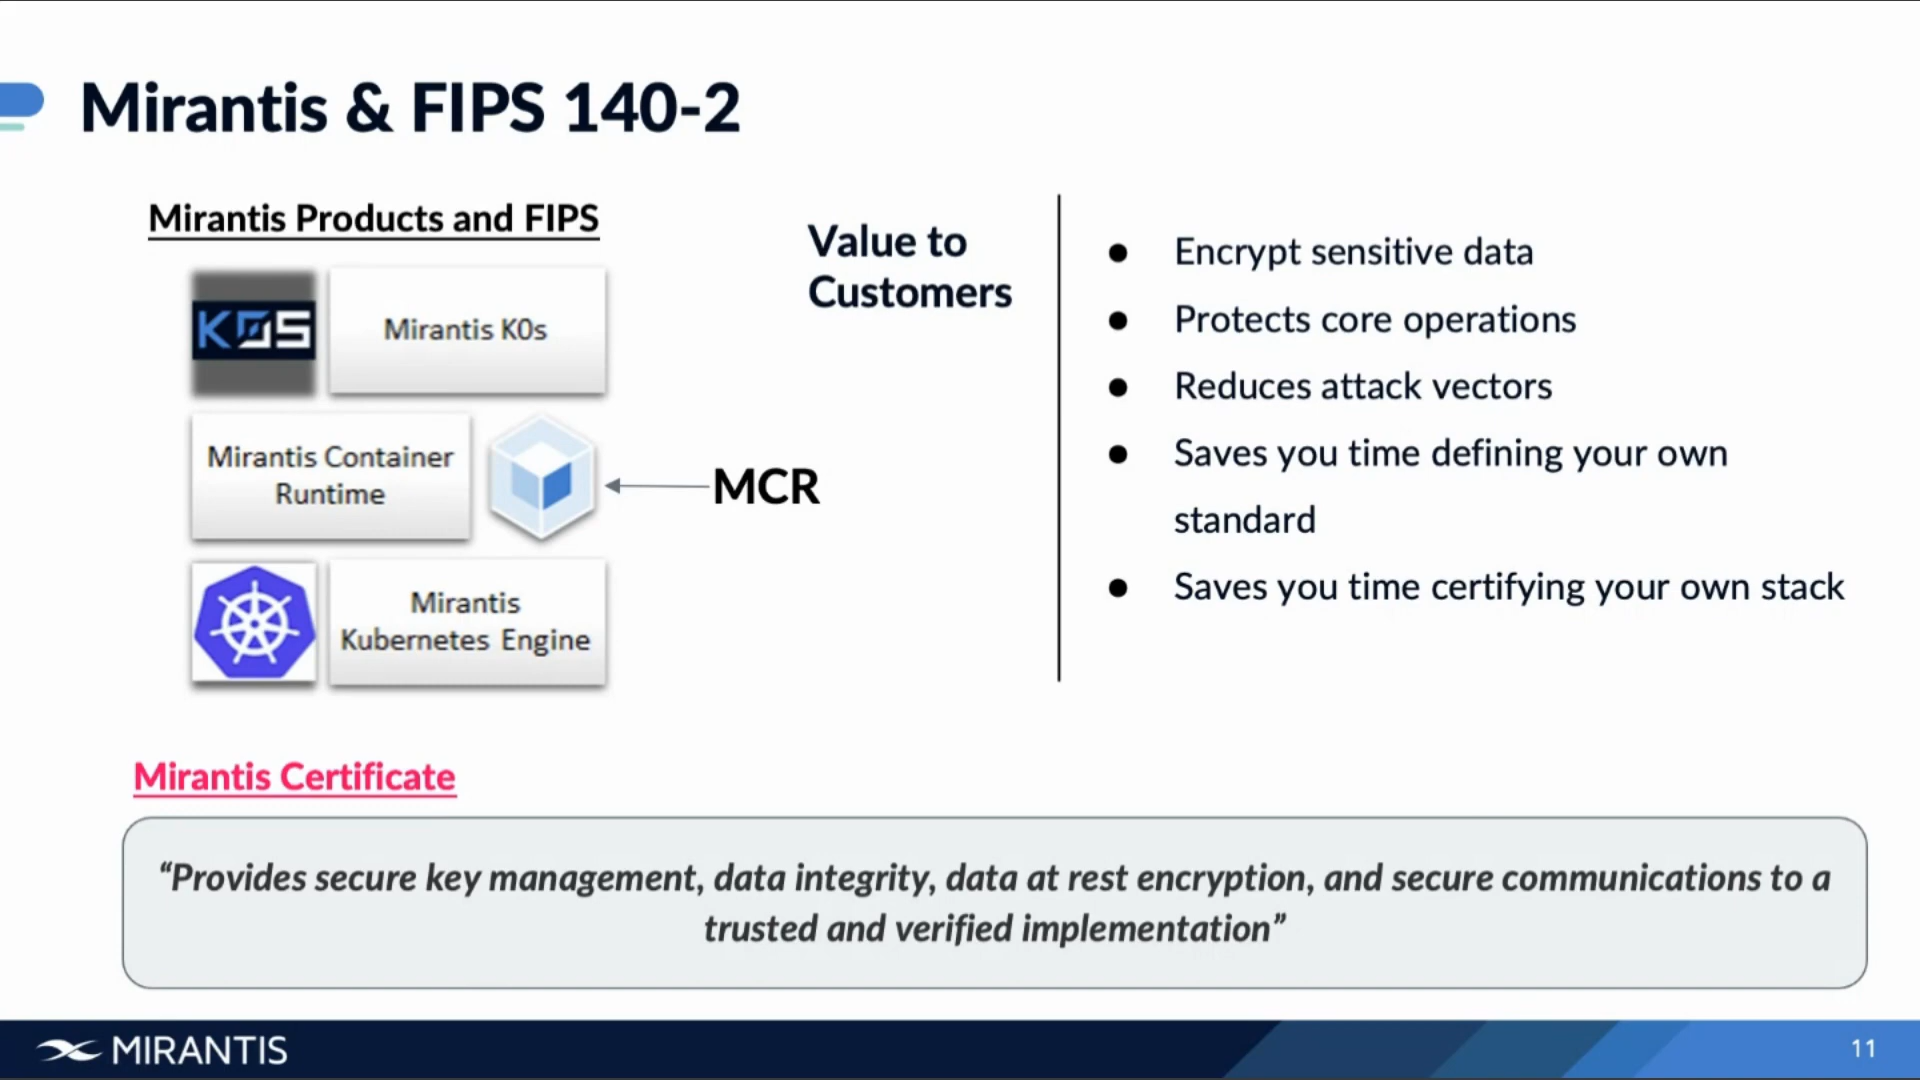 Mirantis & FIPS 140-2
Mirantis Products and FIPS
K0S
Mirantis K0s
Mirantis Container
Runtime
MCR
Mirantis
Kubernetes Engine
Value to
Customers
● Encrypt sensitive data
● Protects core operations
● Reduces attack vectors
● Saves you time defining your own
standard
● Saves you time certifying your own stack
Mirantis Certificate
“Provides secure key management, data integrity, data at rest encryption, and secure communications to a
trusted and verified implementation”
MIRANTIS
11